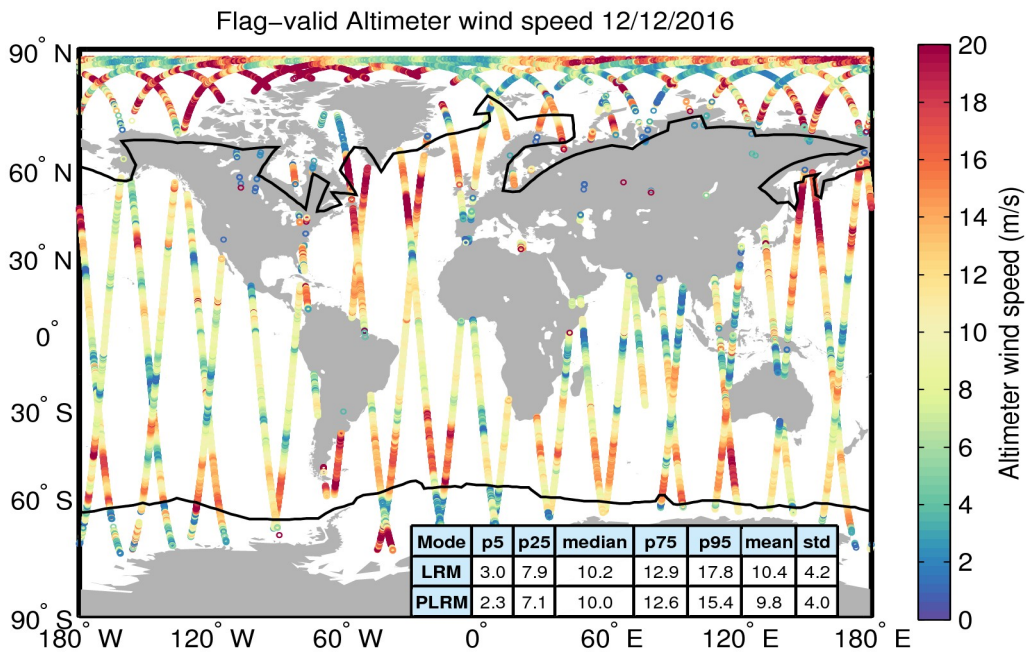 Flag−valid Altimeter wind speed 12/12/2016
90° N
60° N
30° N
0°
30° S
60° S
90° S
180° W
120° W
60° W
0°
60° E
120° E
180° E
Mode p5 p25 median p75 p95 mean std
LRM 3.0 7.9 10.2 12.9 17.8 10.4 4.2
PLRM 2.3 7.1 10.0 12.6 15.4 9.8 4.0
20
18
16
14
12
10
8
6
4
2
0
Altimeter wind speed (m/s)